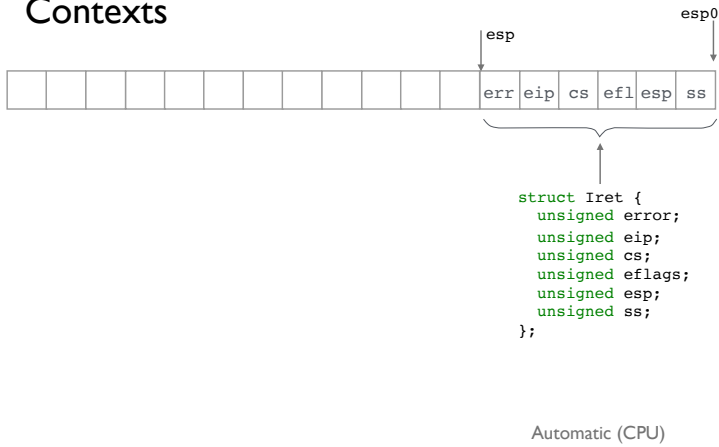 Contexts
esp0
esp
err eip cs efl esp ss
struct Iret {
  unsigned error;
  unsigned eip;
  unsigned cs;
  unsigned eflags;
  unsigned esp;
  unsigned ss;
};
Automatic (CPU)